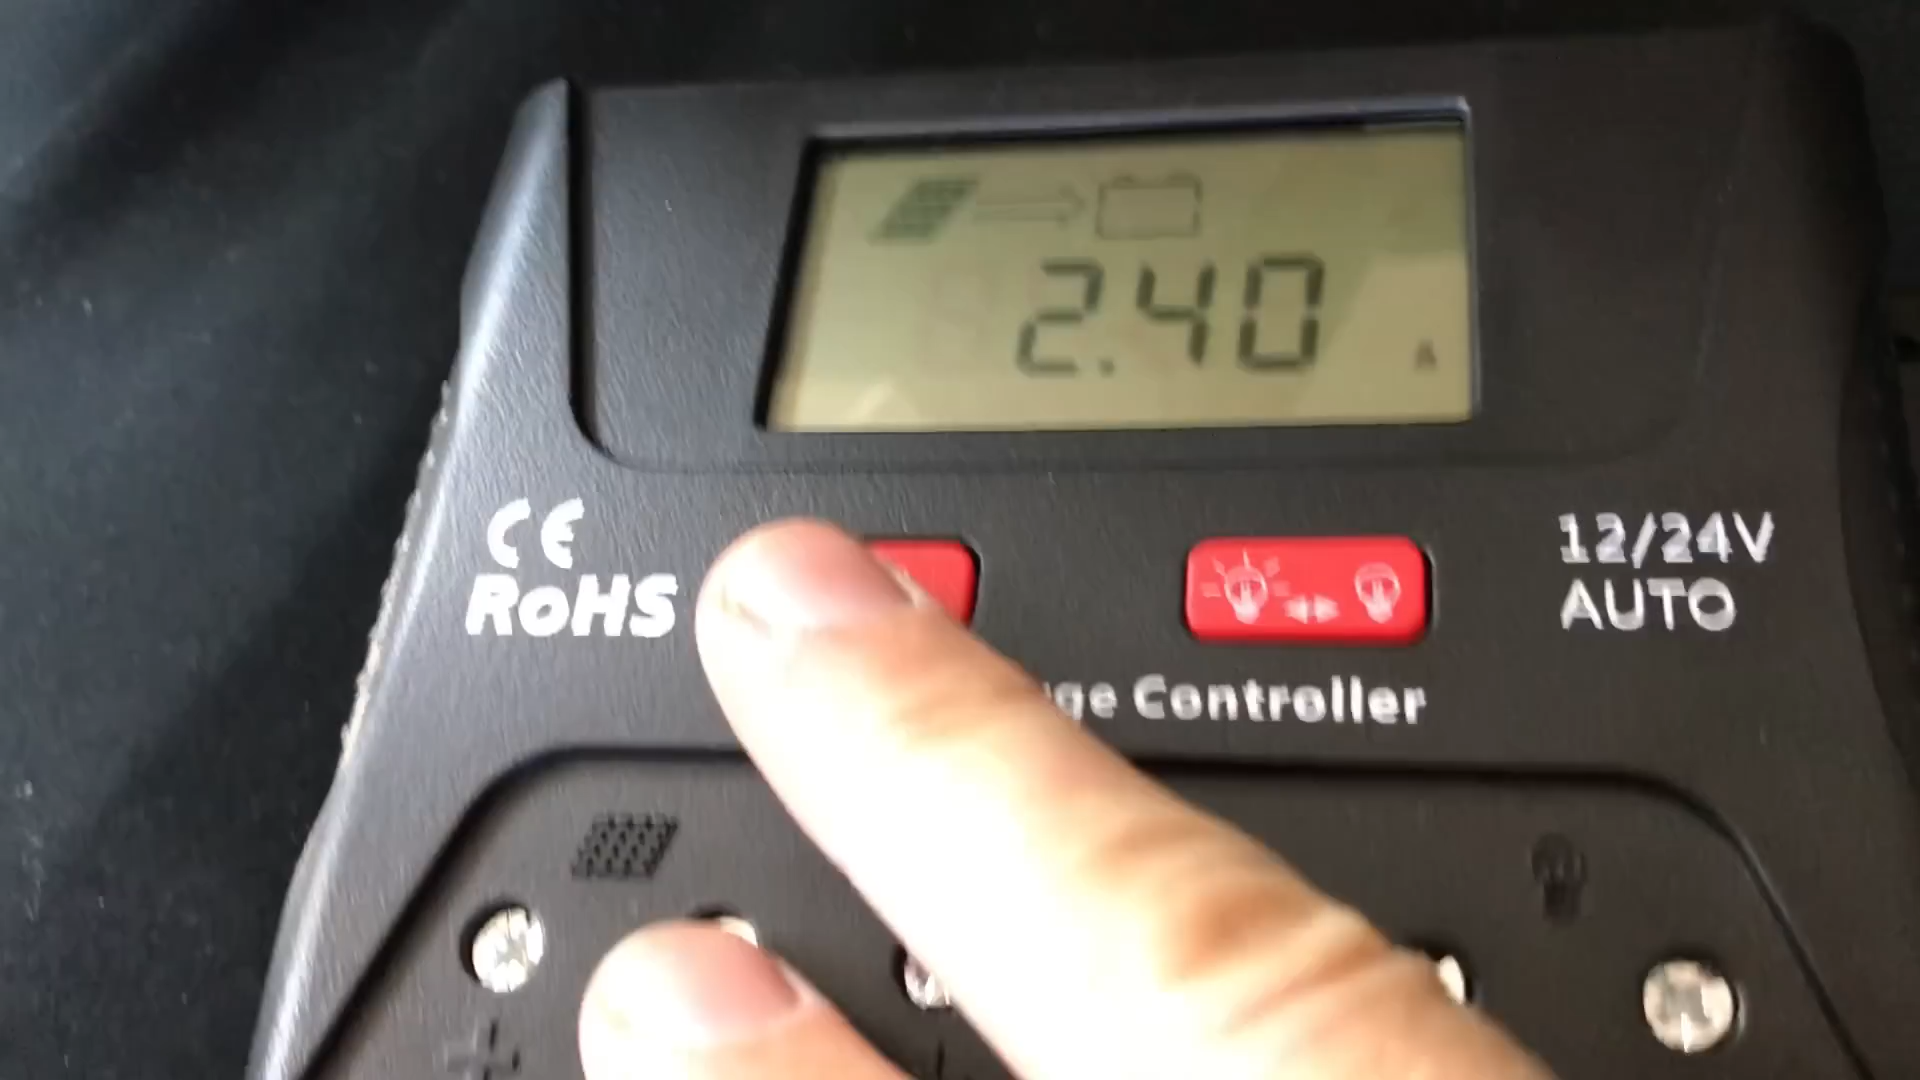 2.40 A
CE
RoHS
12/24V
AUTO
Controller
+